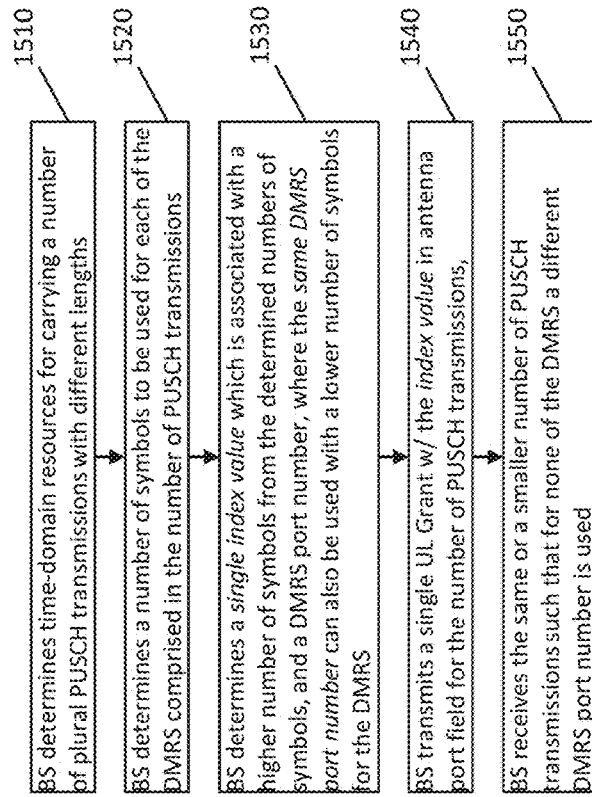 1510
BS determines time-domain resources for carrying a number
of plural PUSCH transmissions with different lengths
1520
BS determines a number of symbols to be used for each of the
DMRS comprised in the number of PUSCH transmissions
1530
BS determines a single index value which is associated with a
higher number of symbols from the determined numbers of
symbols, and a DMRS port number, where the same DMRS
port number can also be used with a lower number of symbols
for the DMRS
1540
BS transmits a single UL Grant w/ the index value in antenna
port field for the number of PUSCH transmissions,
1550
BS receives the same or a smaller number of PUSCH
transmissions such that for none of the DMRS a different
DMRS port number is used